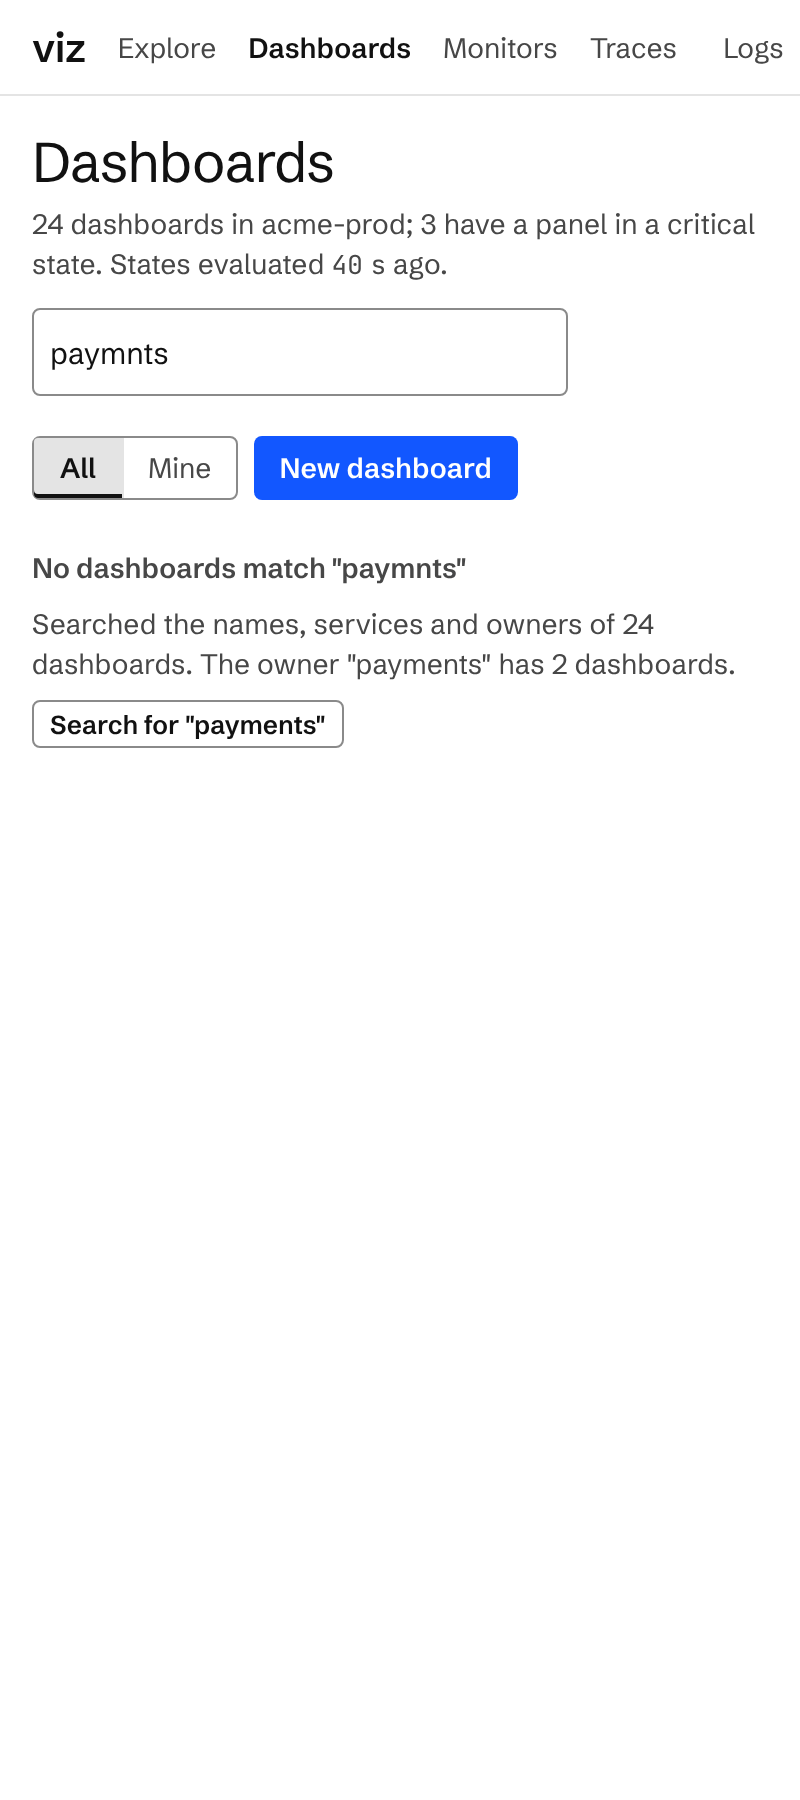 viz Explore Dashboards Monitors Traces Logs
Dashboards
24 dashboards in acme-prod; 3 have a panel in a critical
state. States evaluated 40 s ago.
paymnts
All Mine New dashboard
No dashboards match "paymnts"
Searched the names, services and owners of 24
dashboards. The owner "payments" has 2 dashboards.
Search for "payments"